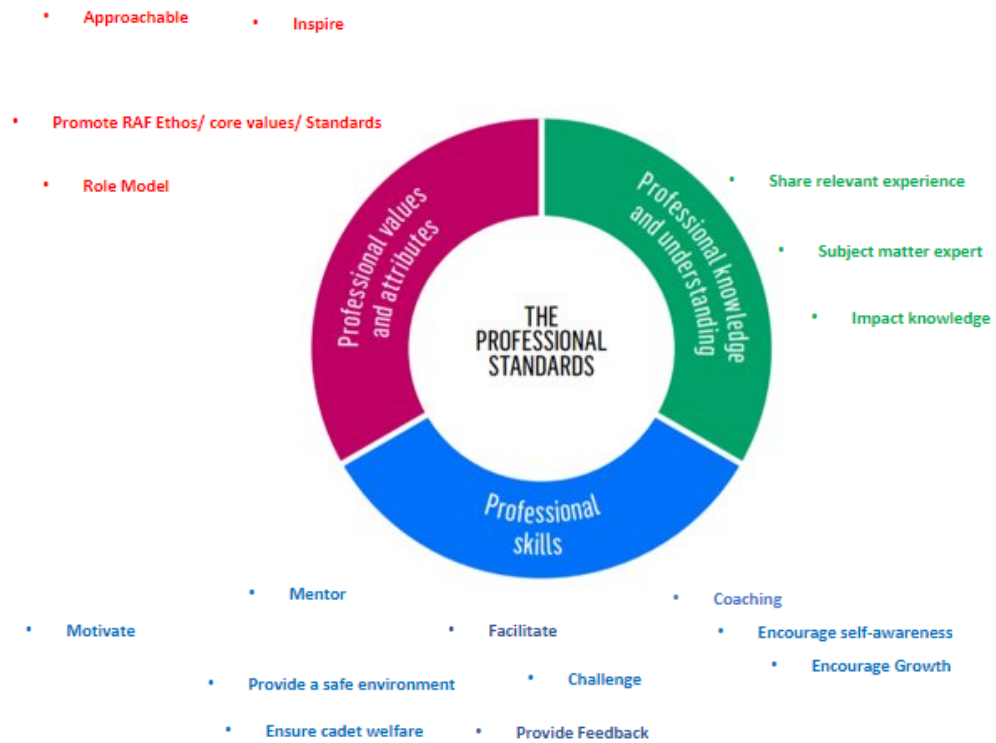 • Approachable
• Inspire
• Promote RAF Ethos/ core values/ Standards
• Role Model
Professional values
and attributes
Professional knowledge
and understanding
• Share relevant experience
• Subject matter expert
• Impact knowledge
THE
PROFESSIONAL
STANDARDS
Professional
skills
• Mentor
• Coaching
• Motivate
• Facilitate
• Encourage self-awareness
• Encourage Growth
• Provide a safe environment
• Challenge
• Ensure cadet welfare
• Provide Feedback